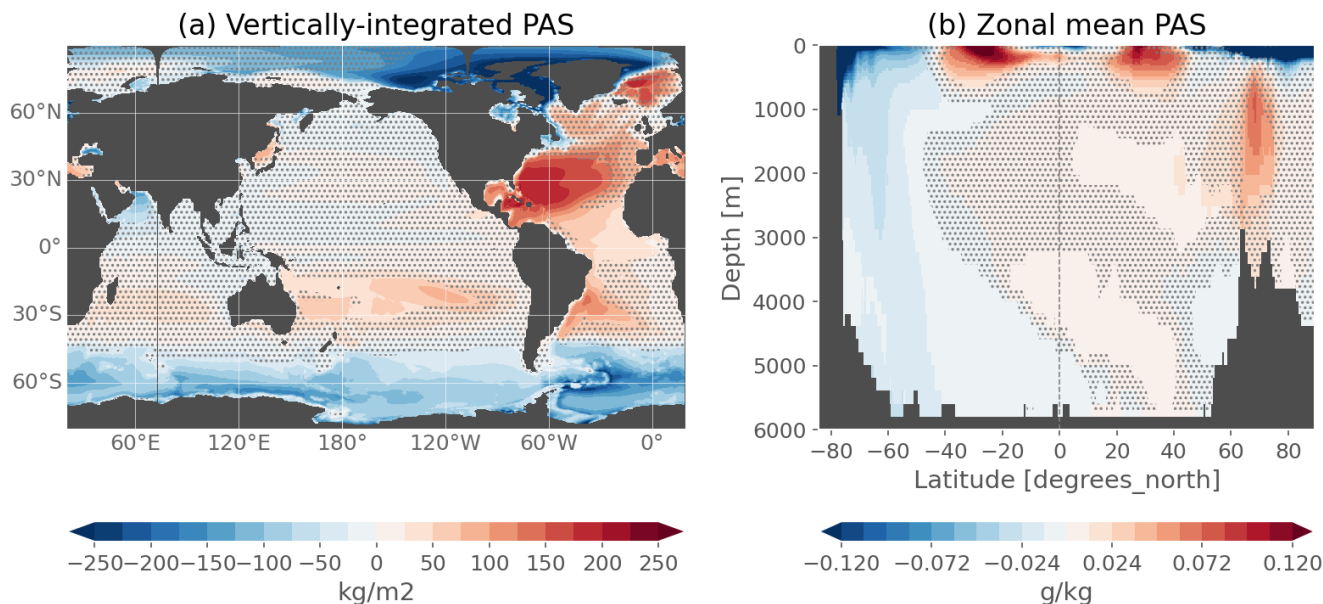 (a) Vertically-integrated PAS
60°N
30°N
0°
30°S
60°S
60°E 120°E 180° 120°W 60°W 0°
−250 −200 −150 −100 −50 0 50 100 150 200 250
kg/m2
(b) Zonal mean PAS
0
1000
2000
3000
4000
5000
6000
Depth [m]
−80 −60 −40 −20 0 20 40 60 80
Latitude [degrees_north]
−0.120 −0.072 −0.024 0.024 0.072 0.120
g/kg